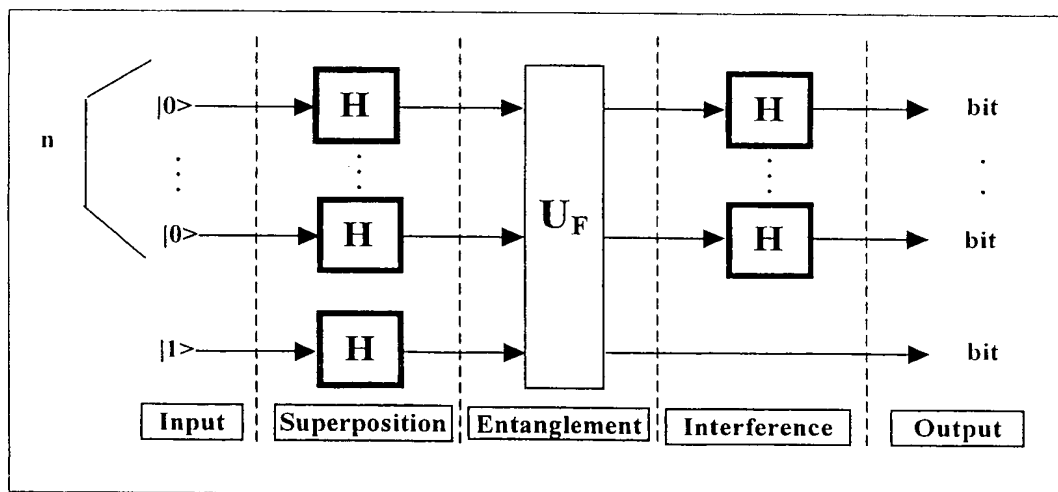 |0> H H bit
n
U_F
|0> H H bit
|1> H bit
Input Superposition Entanglement Interference Output